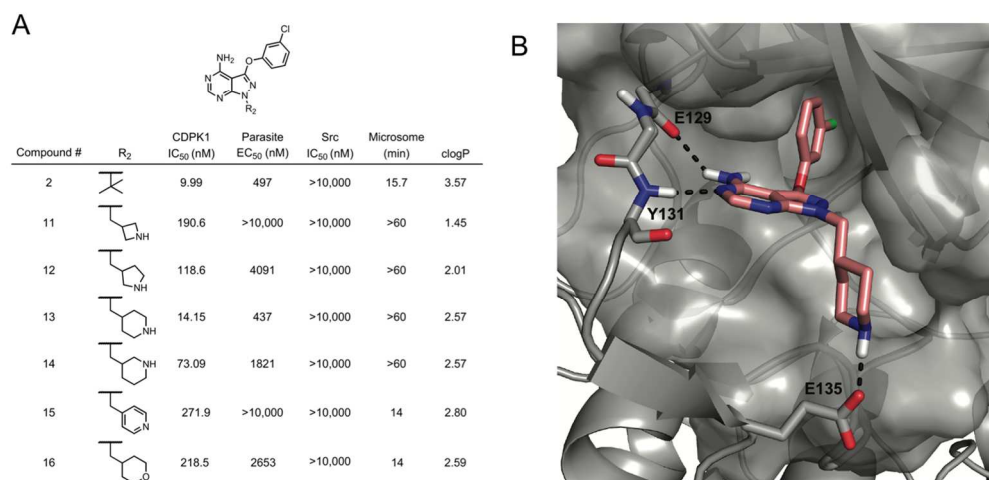 A
Cl
NH₂
O
N
N
N
N
R₂
Compound # R₂ CDPK1 IC₅₀ (nM) Parasite EC₅₀ (nM) Src IC₅₀ (nM) Microsome (min) clogP
2 9.99 497 >10,000 15.7 3.57
11 NH 190.6 >10,000 >10,000 >60 1.45
12 NH 118.6 4091 >10,000 >60 2.01
13 NH 14.15 437 >10,000 >60 2.57
14 NH 73.09 1821 >10,000 >60 2.57
15 N 271.9 >10,000 >10,000 14 2.80
16 O 218.5 2653 >10,000 14 2.59
B
E129
Y131
E135